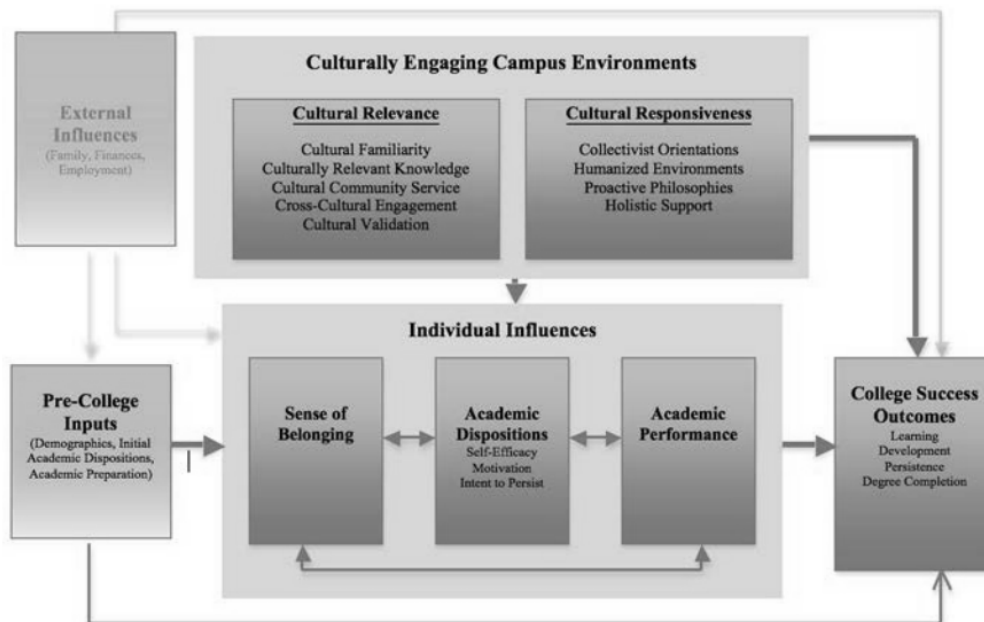 Culturally Engaging Campus Environments
External
Influences
(Family, Finances,
Employment)
Cultural Relevance
Cultural Familiarity
Culturally Relevant Knowledge
Cultural Community Service
Cross-Cultural Engagement
Cultural Validation
Cultural Responsiveness
Collectivist Orientations
Humanized Environments
Proactive Philosophies
Holistic Support
Individual Influences
Pre-College
Inputs
(Demographics, Initial
Academic Dispositions,
Academic Preparation)
Sense of
Belonging
Academic
Dispositions
Self-Efficacy
Motivation
Intent to Persist
Academic
Performance
College Success
Outcomes
Learning
Development
Persistence
Degree Completion